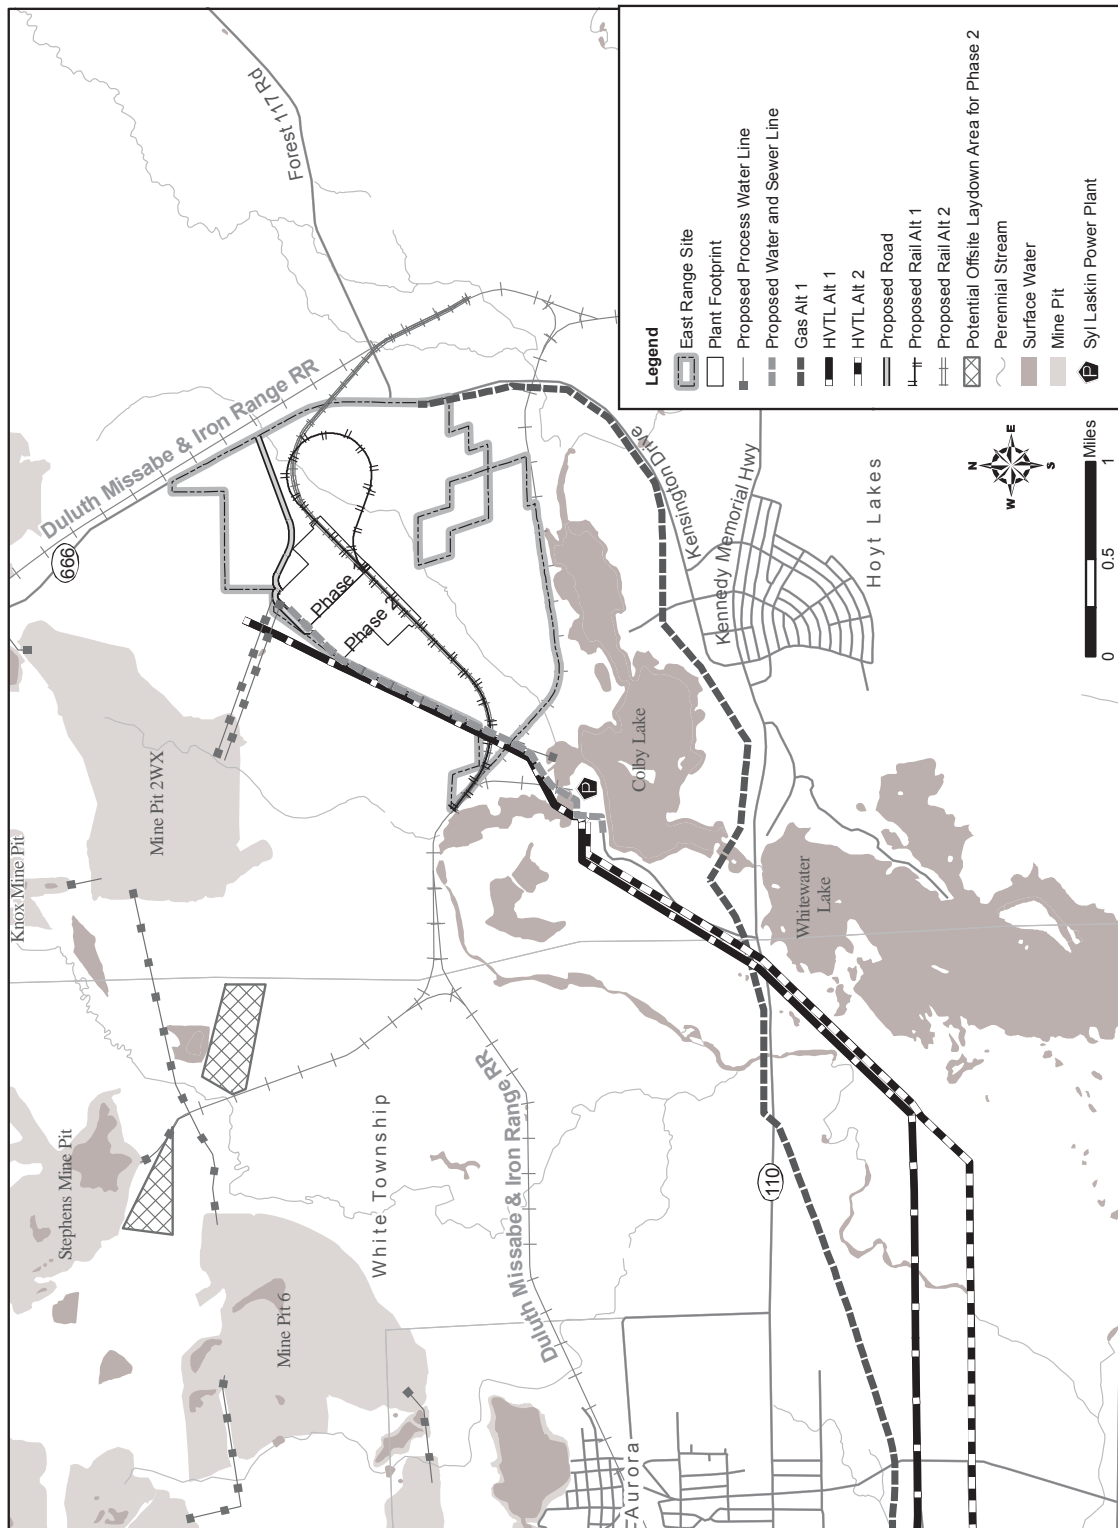 Forest 117 Rd
Duluth Missabe & Iron Range RR
666
Phase
Phase 2
Mine Pit 2WX
Knox Mine Pit
Stephens Mine Pit
Mine Pit 6
White Township
Duluth Missabe & Iron Range RR
Aurora
110
Colby Lake
P
Whitewater
Lake
Kensington Drive
Kennedy Memorial Hwy
Hoyt Lakes
Legend
East Range Site
Plant Footprint
Proposed Process Water Line
Proposed Water and Sewer Line
Gas Alt 1
HVTL Alt 1
HVTL Alt 2
Proposed Road
Proposed Rail Alt 1
Proposed Rail Alt 2
Potential Offsite Laydown Area for Phase 2
Perennial Stream
Surface Water
Mine Pit
P Syl Laskin Power Plant
N
W E
S
0 0.5 1
Miles